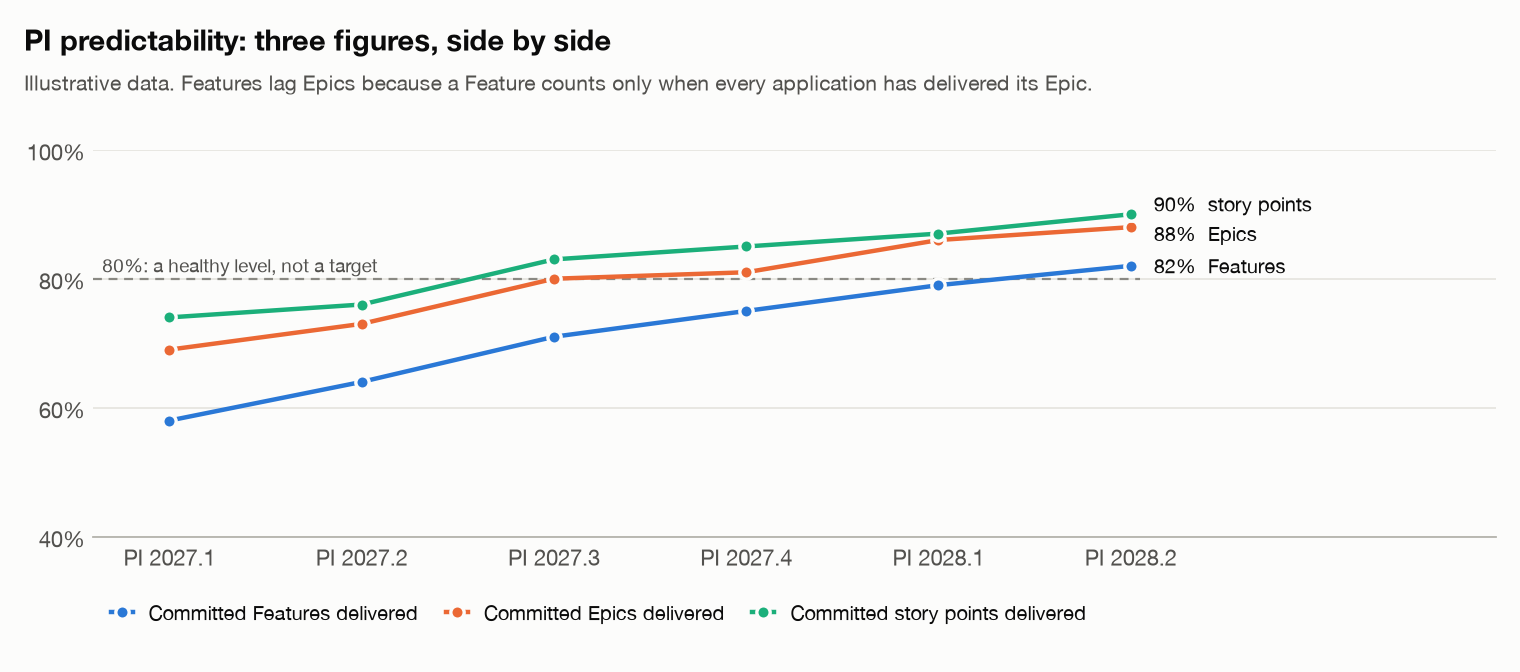 PI predictability: three figures, side by side
Illustrative data. Features lag Epics because a Feature counts only when every application has delivered its Epic.
100%
90% story points
88% Epics
80%: a healthy level, not a target
82% Features
80%
60%
40%
PI 2027.1 PI 2027.2 PI 2027.3 PI 2027.4 PI 2028.1 PI 2028.2
Committed Features delivered Committed Epics delivered Committed story points delivered